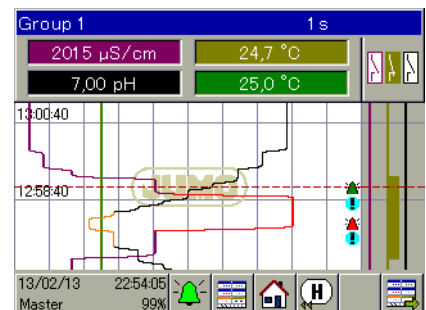 Group 1 1s
2015 µS/cm 24,7 °C
7,00 pH 25,0 °C
13:00:40
12:58:40
JUMO
13/02/13 22:54:05
Master 99%
H